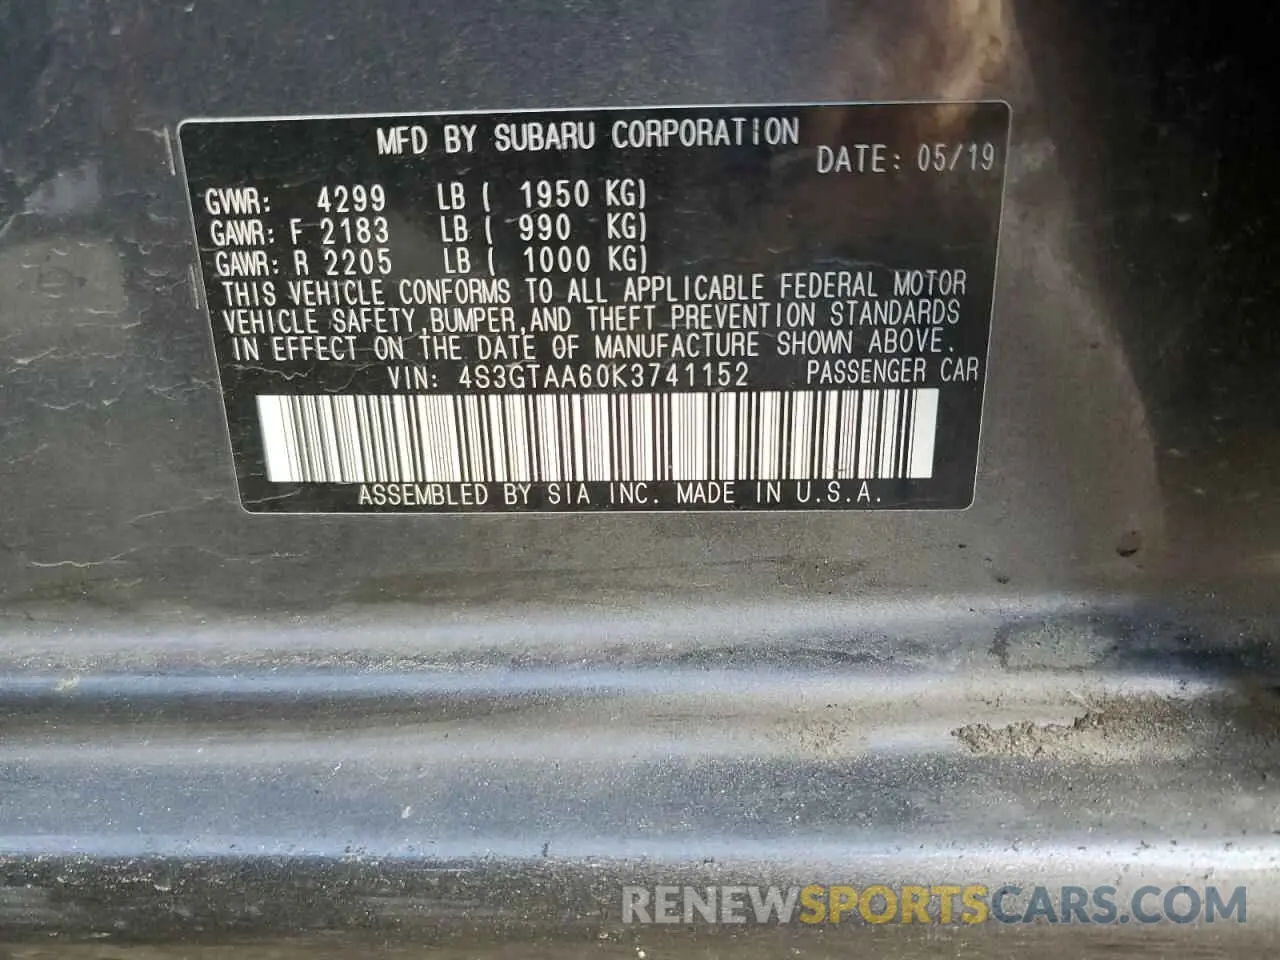 MFD BY SUBARU CORPORATION
DATE: 05/19
GVWR: 4299 LB ( 1950 KG)
GAWR: F 2183 LB ( 990 KG)
GAWR: R 2205 LB ( 1000 KG)
THIS VEHICLE CONFORMS TO ALL APPLICABLE FEDERAL MOTOR
VEHICLE SAFETY,BUMPER,AND THEFT PREVENTION STANDARDS
IN EFFECT ON THE DATE OF MANUFACTURE SHOWN ABOVE.
VIN: 4S3GTAA60K3741152 PASSENGER CAR
ASSEMBLED BY SIA INC. MADE IN U.S.A.
RENEWSPORTSCARS.COM